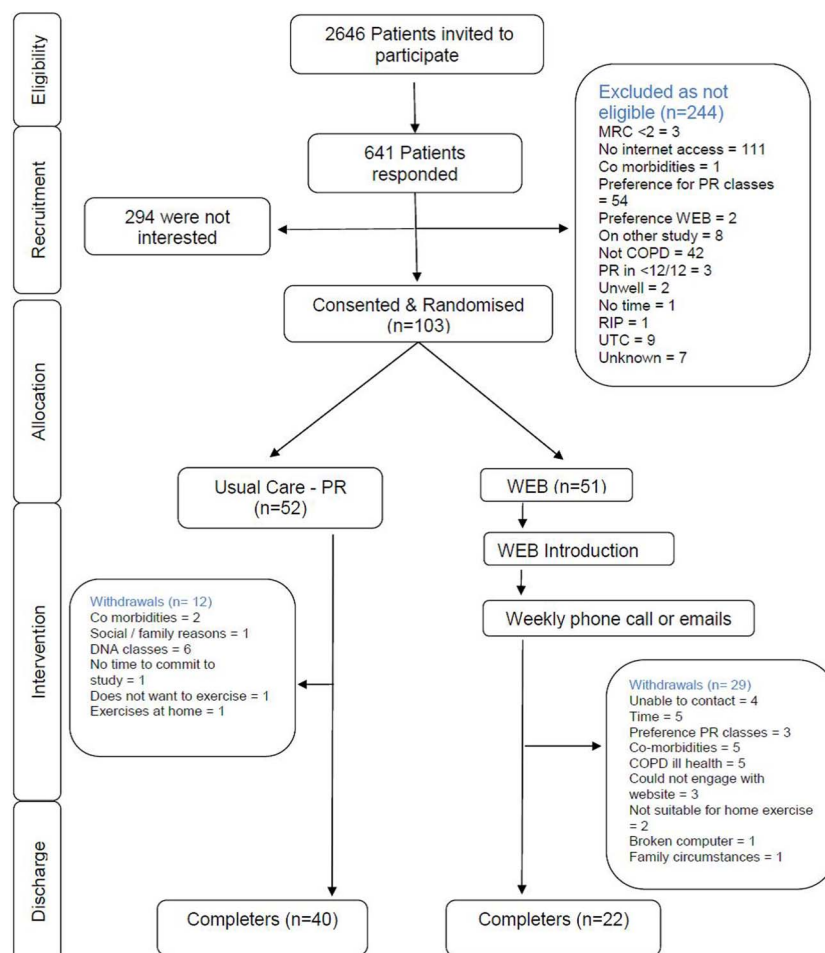 Eligibility
2646 Patients invited to
participate
Excluded as not
eligible (n=244)
MRC <2 = 3
No internet access = 111
Co morbidities = 1
Preference for PR classes
= 54
Preference WEB = 2
On other study = 8
Not COPD = 42
PR in <12/12 = 3
Unwell = 2
No time = 1
RIP = 1
UTC = 9
Unknown = 7
Recruitment
641 Patients
responded
294 were not
interested
Consented & Randomised
(n=103)
Allocation
Usual Care - PR
(n=52)
WEB (n=51)
Intervention
WEB Introduction
Weekly phone call or emails
Withdrawals (n= 12)
Co morbidities = 2
Social / family reasons = 1
DNA classes = 6
No time to commit to
study = 1
Does not want to exercise = 1
Exercises at home = 1
Withdrawals (n= 29)
Unable to contact = 4
Time = 5
Preference PR classes = 3
Co-morbidities = 5
COPD ill health = 5
Could not engage with
website = 3
Not suitable for home exercise
= 2
Broken computer = 1
Family circumstances = 1
Discharge
Completers (n=40)
Completers (n=22)